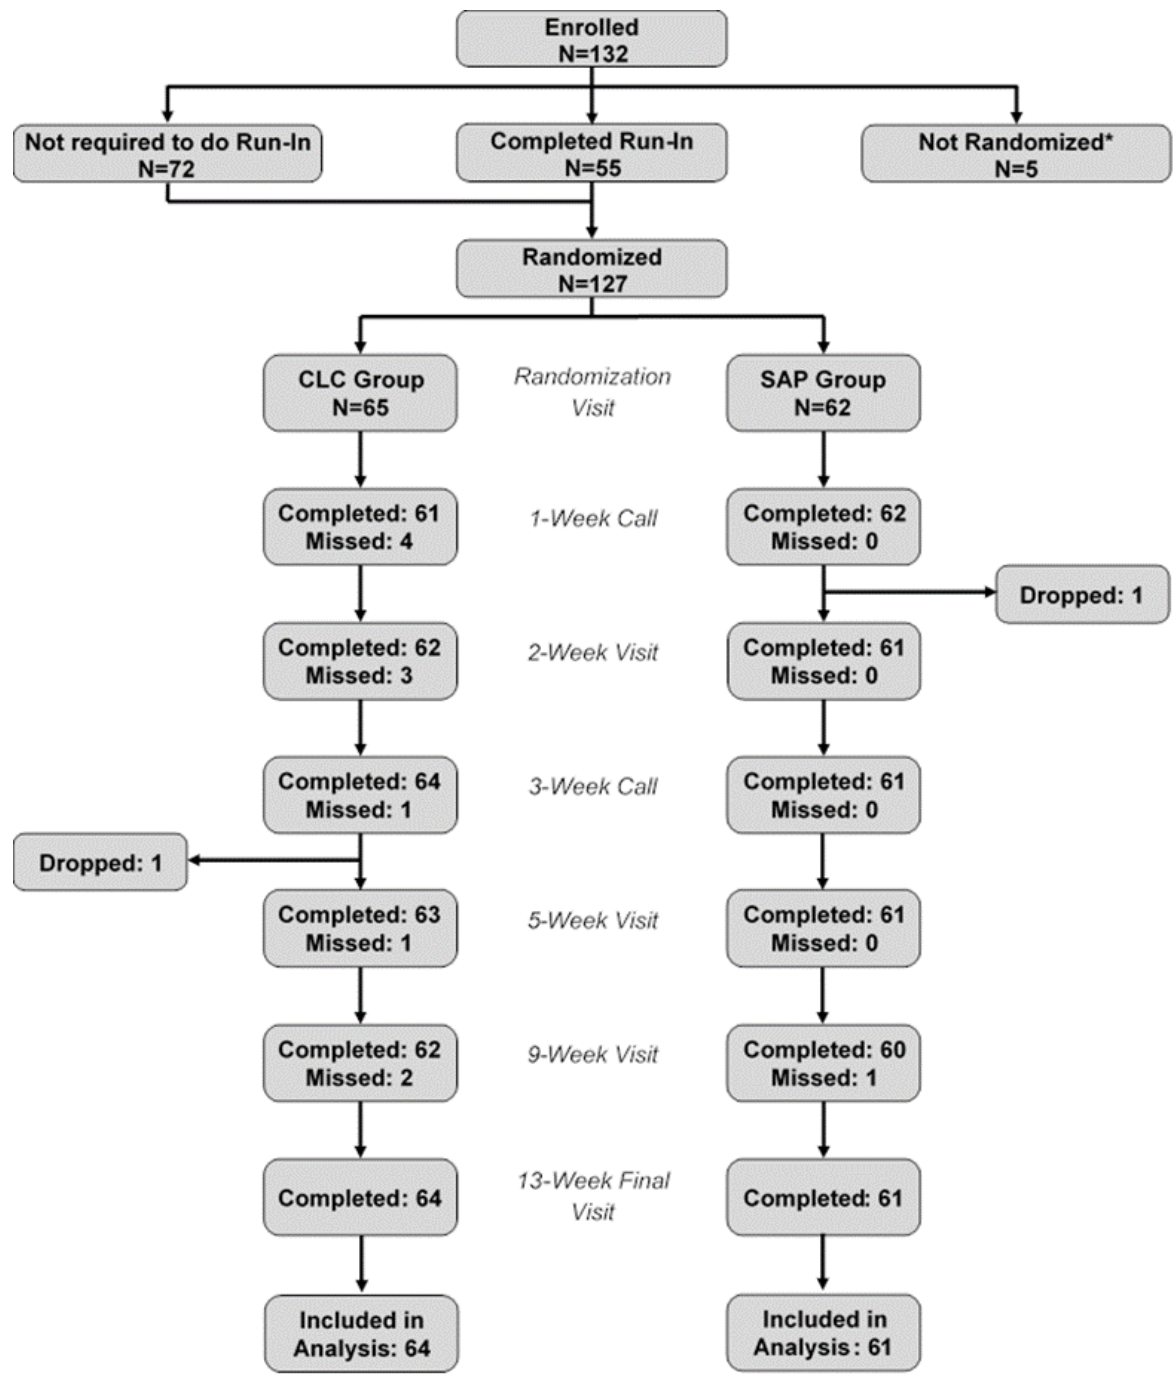 Enrolled
N=132
Not required to do Run-In
N=72
Completed Run-In
N=55
Not Randomized*
N=5
Randomized
N=127
CLC Group
N=65
Randomization
Visit
SAP Group
N=62
Completed: 61
Missed: 4
1-Week Call
Completed: 62
Missed: 0
Dropped: 1
Completed: 62
Missed: 3
2-Week Visit
Completed: 61
Missed: 0
Completed: 64
Missed: 1
3-Week Call
Completed: 61
Missed: 0
Dropped: 1
Completed: 63
Missed: 1
5-Week Visit
Completed: 61
Missed: 0
Completed: 62
Missed: 2
9-Week Visit
Completed: 60
Missed: 1
Completed: 64
13-Week Final
Visit
Completed: 61
Included in
Analysis: 64
Included in
Analysis: 61